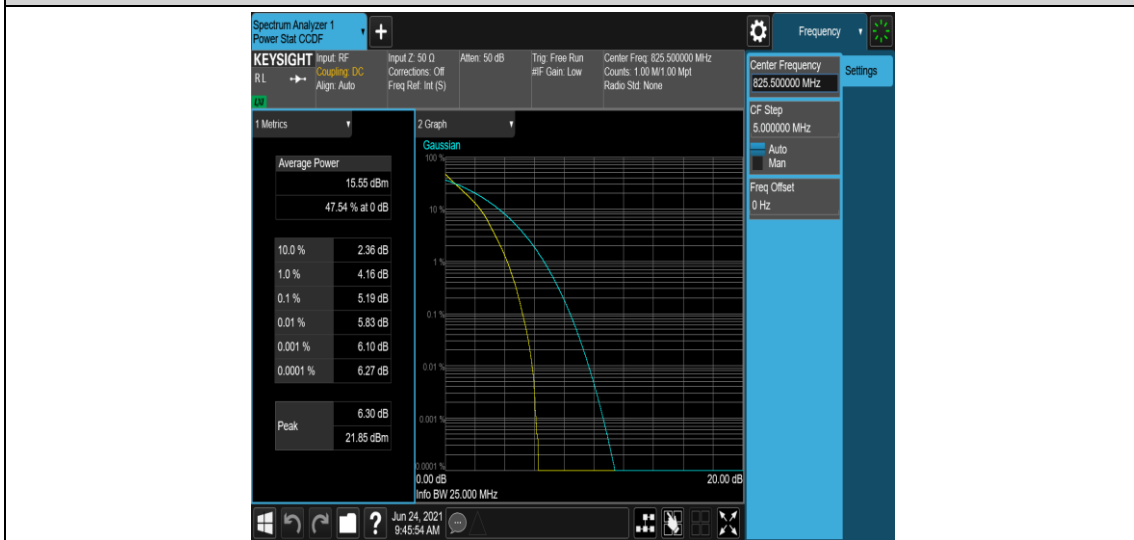 Spectrum Analyzer 1
Power Stat CCDF
+
Frequency
KEYSIGHT
RL
LXI
Input: RF
Coupling: DC
Align: Auto
Input Z: 50 Ω
Corrections: Off
Freq Ref: Int (S)
Atten: 50 dB
Trig: Free Run
#IF Gain: Low
Center Freq: 825.500000 MHz
Counts: 1.00 M/1.00 Mpt
Radio Std: None
Center Frequency
825.500000 MHz
Settings
CF Step
5.000000 MHz
Auto
Man
Freq Offset
0 Hz
1 Metrics
Average Power
15.55 dBm
47.54 % at 0 dB
10.0 % 2.36 dB
1.0 % 4.16 dB
0.1 % 5.19 dB
0.01 % 5.83 dB
0.001 % 6.10 dB
0.0001 % 6.27 dB
Peak
6.30 dB
21.85 dBm
2 Graph
Gaussian
100 %
10 %
1 %
0.1 %
0.01 %
0.001 %
0.0001 %
0.00 dB 20.00 dB
Info BW 25.000 MHz
?
Jun 24, 2021
9:45:54 AM